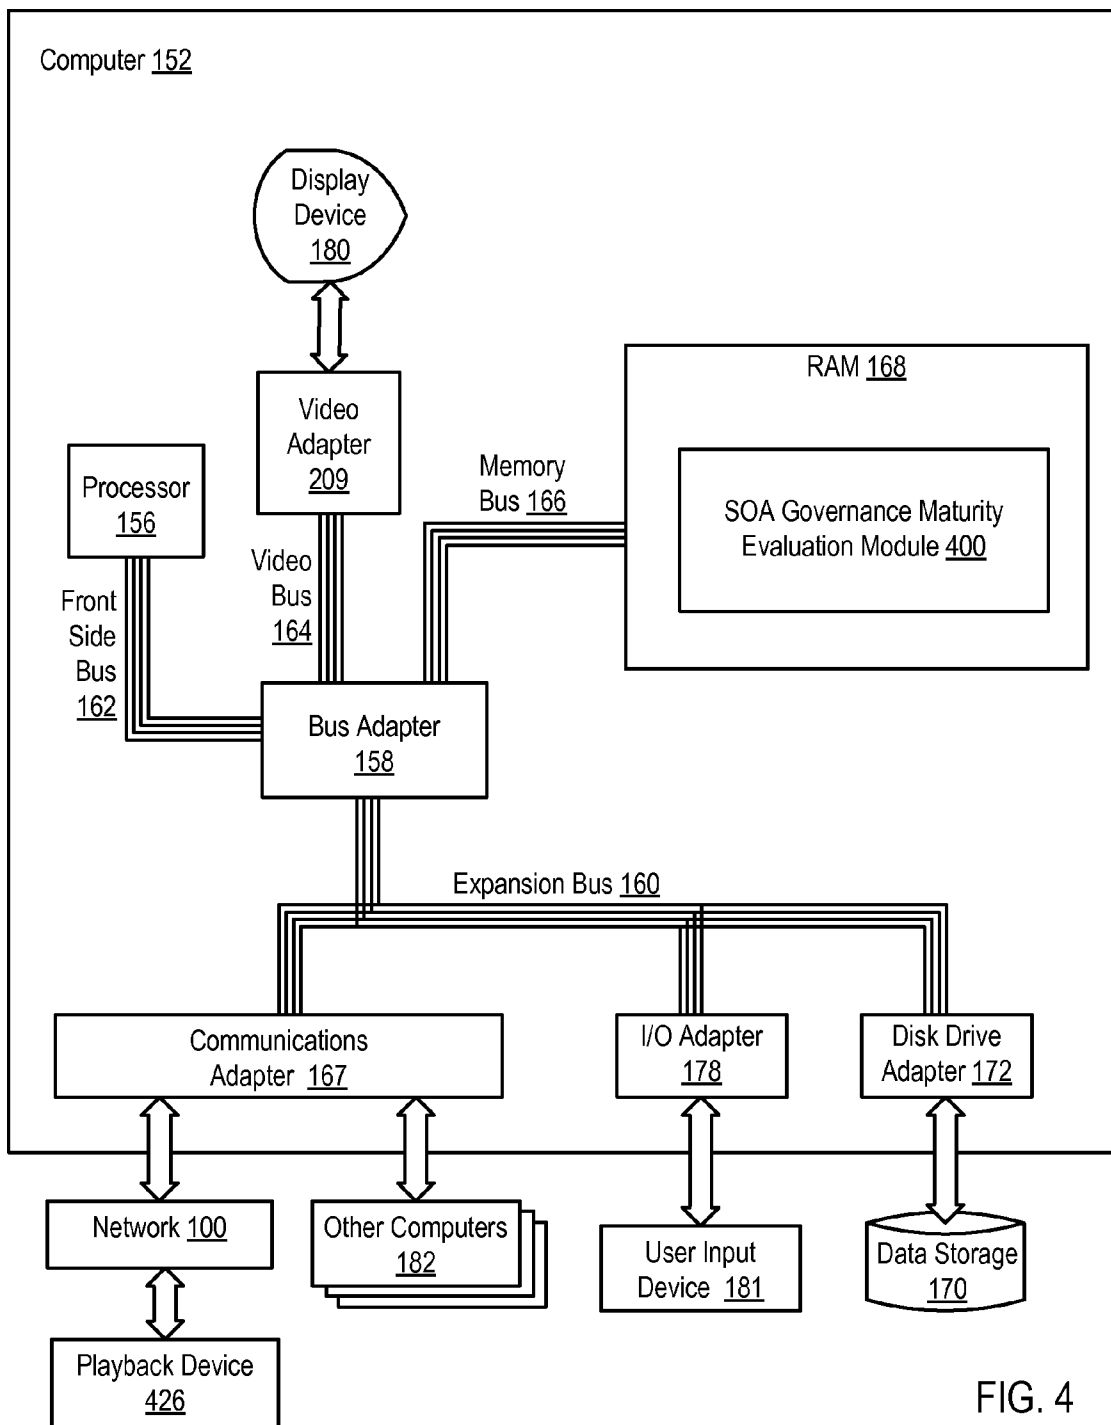 Computer 152
Display
Device
180
Video
Adapter
209
RAM 168
Processor
156
Memory
Bus 166
SOA Governance Maturity
Evaluation Module 400
Video
Bus
164
Front
Side
Bus
162
Bus Adapter
158
Expansion Bus 160
Communications
Adapter 167
I/O Adapter
178
Disk Drive
Adapter 172
Network 100
Other Computers
182
User Input
Device 181
Data Storage
170
Playback Device
426
FIG. 4